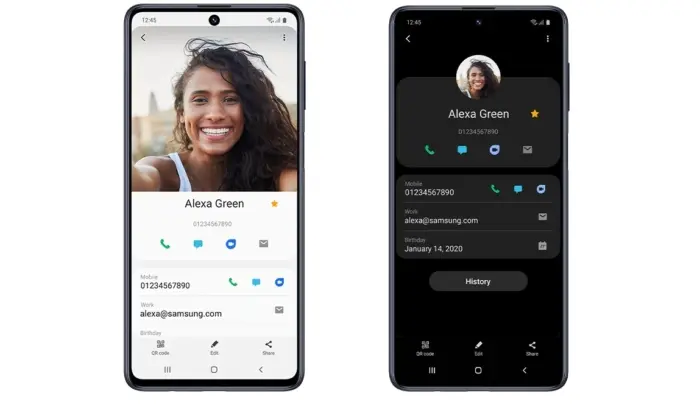 12:45
Alexa Green
01234567890
Mobile
01234567890
Work
alexa@samsung.com
Birthday
QR code
Edit
Share
12:45
Alexa Green
01234567890
Mobile
01234567890
Work
alexa@samsung.com
Birthday
January 14, 2020
History
QR code
Edit
Share